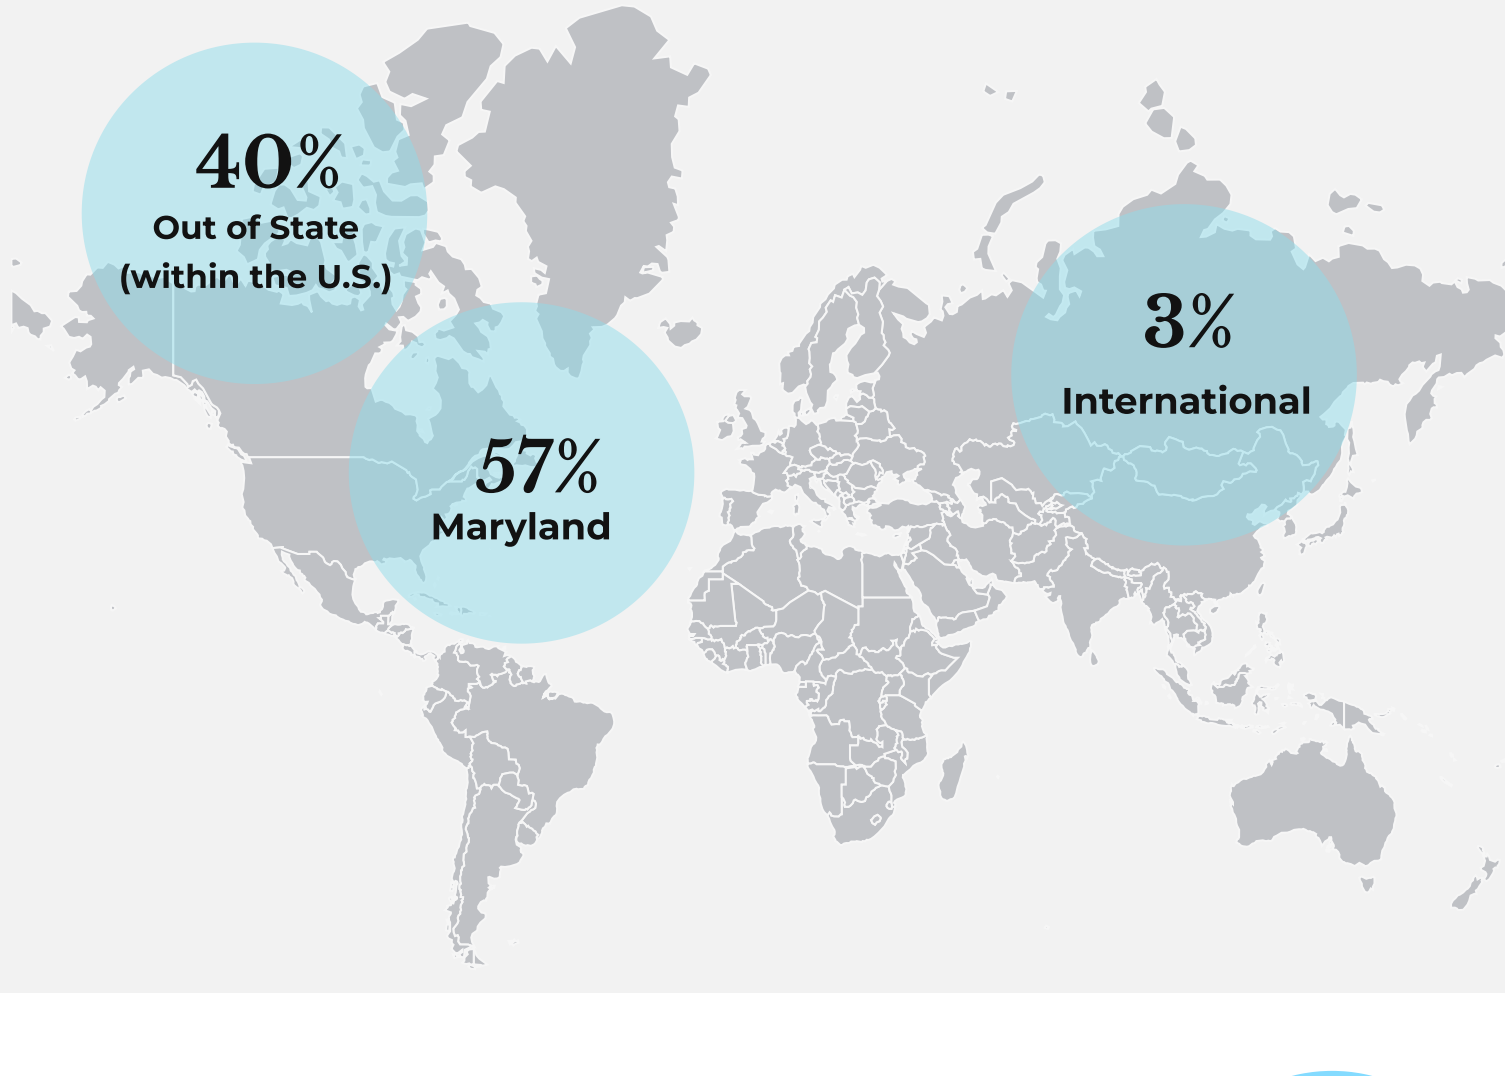 40%
Out of State
(within the U.S.)
57%
Maryland
3%
International